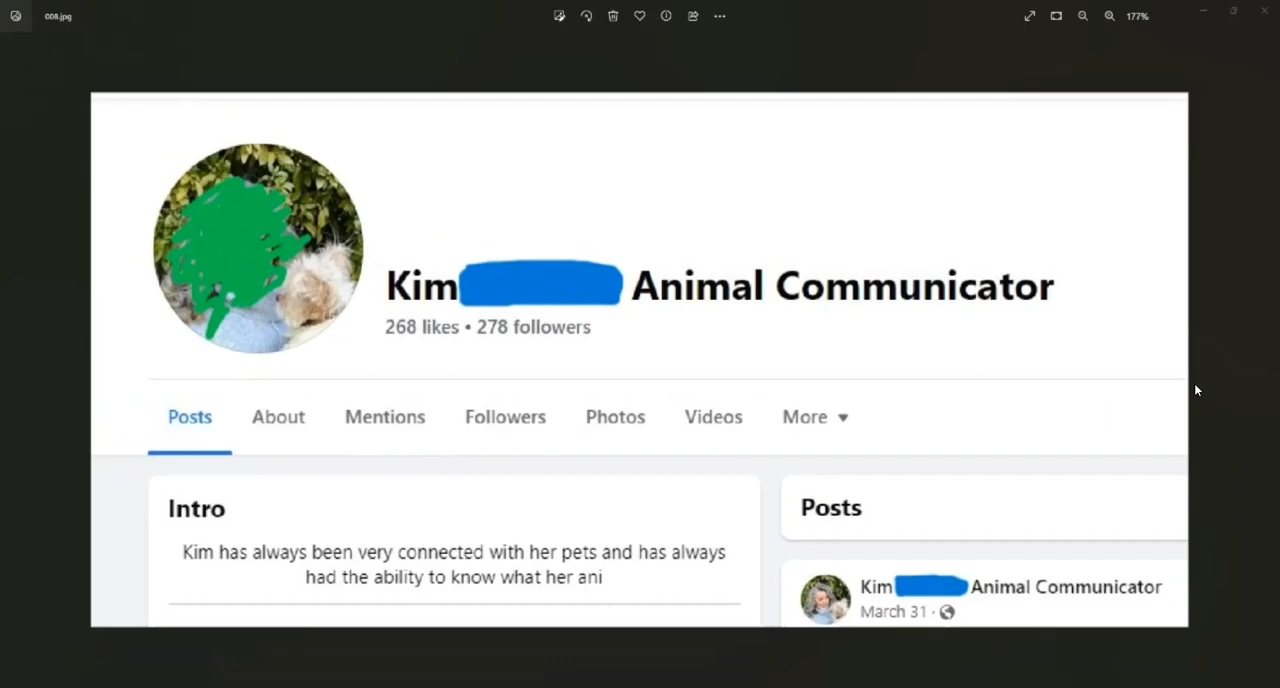 008.jpg
177%
Kim Animal Communicator
268 likes • 278 followers
Posts About Mentions Followers Photos Videos More
Intro
Kim has always been very connected with her pets and has always
had the ability to know what her ani
Posts
Kim Animal Communicator
March 31 ·